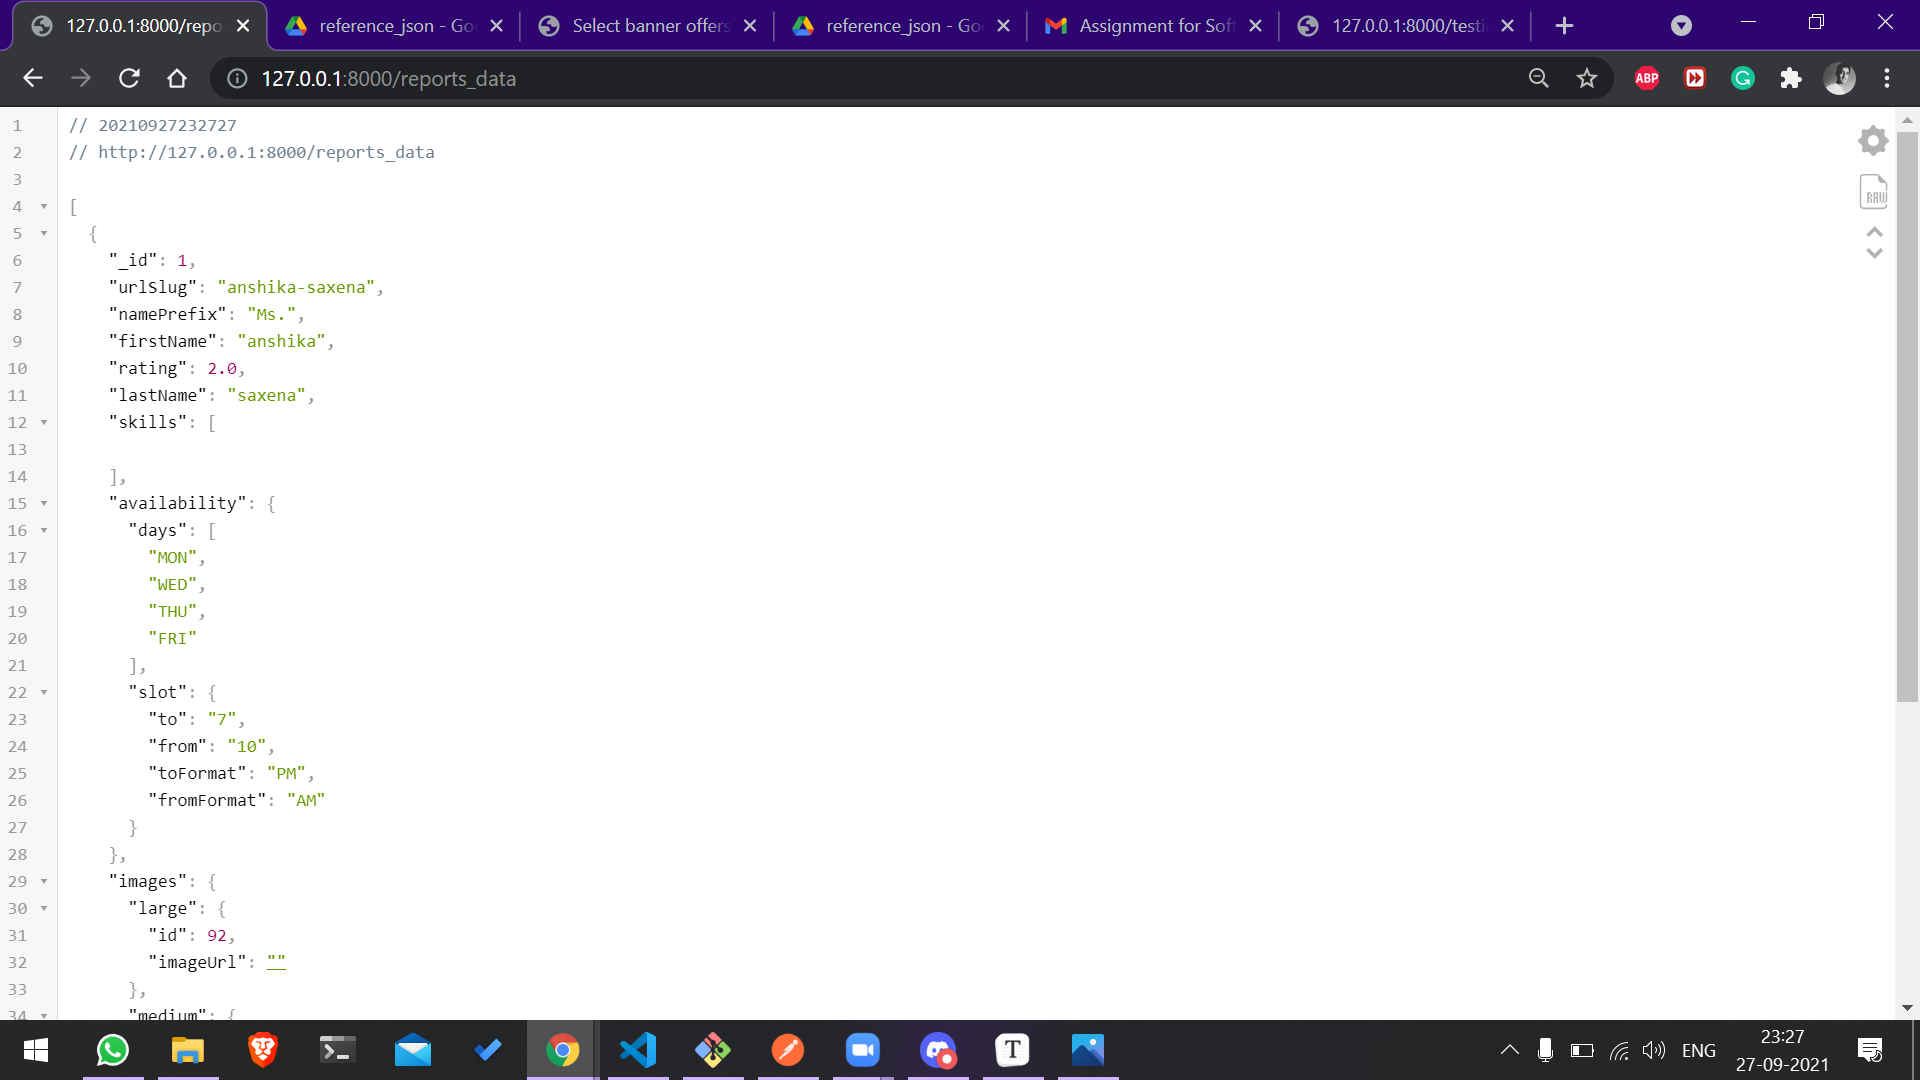 127.0.0.1:8000/repo
reference_json - Go
Select banner offers
reference_json - Go
Assignment for Sof
127.0.0.1:8000/testi
127.0.0.1:8000/reports_data
ABP
G
1 // 20210927232727
2 // http://127.0.0.1:8000/reports_data
3
4 [
5 {
6 "_id": 1,
7 "urlSlug": "anshika-saxena",
8 "namePrefix": "Ms.",
9 "firstName": "anshika",
10 "rating": 2.0,
11 "lastName": "saxena",
12 "skills": [
13
14 ],
15 "availability": {
16 "days": [
17 "MON",
18 "WED",
19 "THU",
20 "FRI"
21 ],
22 "slot": {
23 "to": "7",
24 "from": "10",
25 "toFormat": "PM",
26 "fromFormat": "AM"
27 }
28 },
29 "images": {
30 "large": {
31 "id": 92,
32 "imageUrl": ""
33 },
34 "medium": {
RAW
T
ENG
23:27
27-09-2021